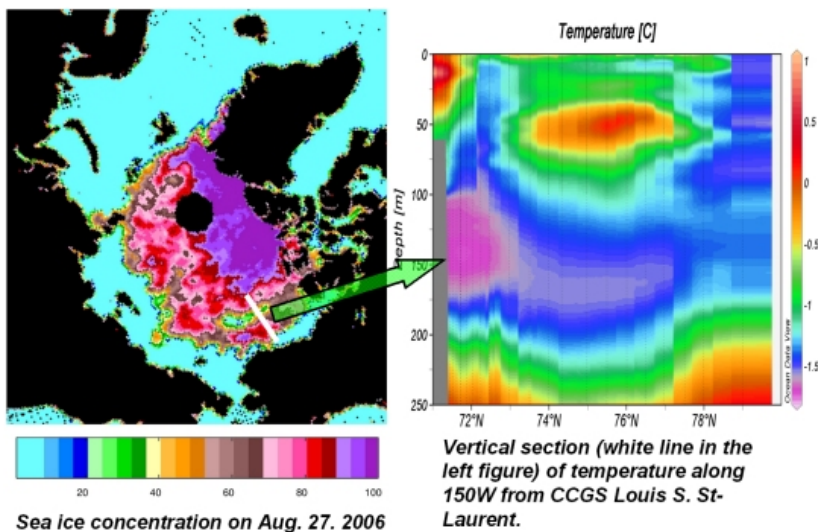 Temperature [C]
0
50
100
150
200
250
Depth [m]
72°N
74°N
76°N
78°N
1
0.5
0
-0.5
-1
-1.5
Ocean Data View
20
40
60
80
100
Sea ice concentration on Aug. 27. 2006
Vertical section (white line in the
left figure) of temperature along
150W from CCGS Louis S. St-
Laurent.